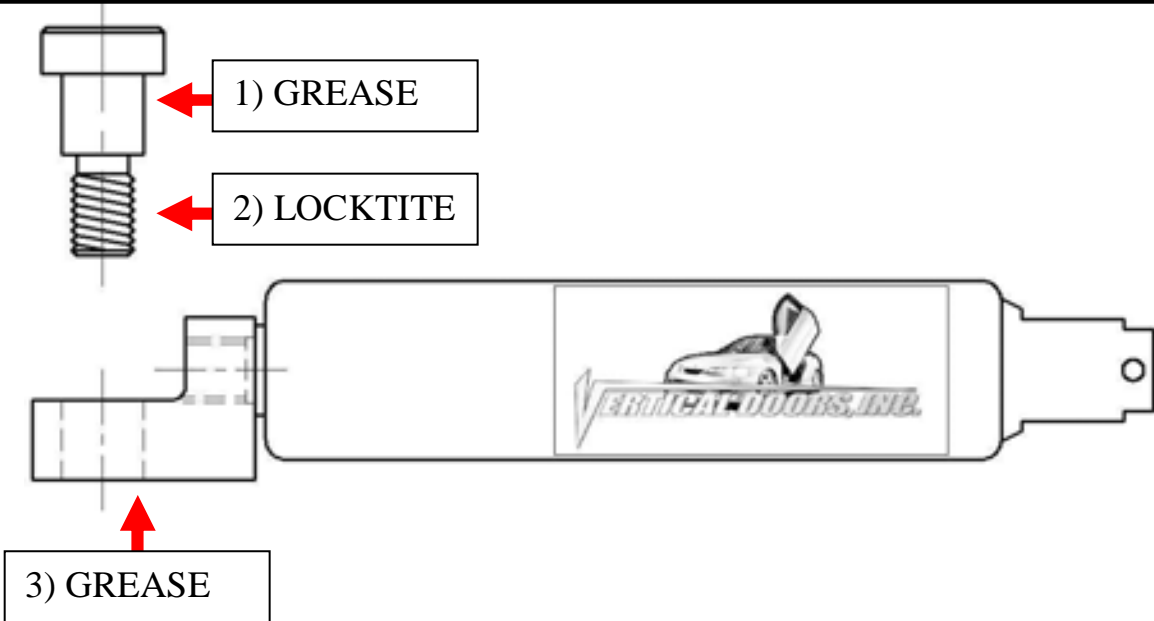 1) GREASE
2) LOCKTITE
VERTICAL DOORS, INC.
3) GREASE